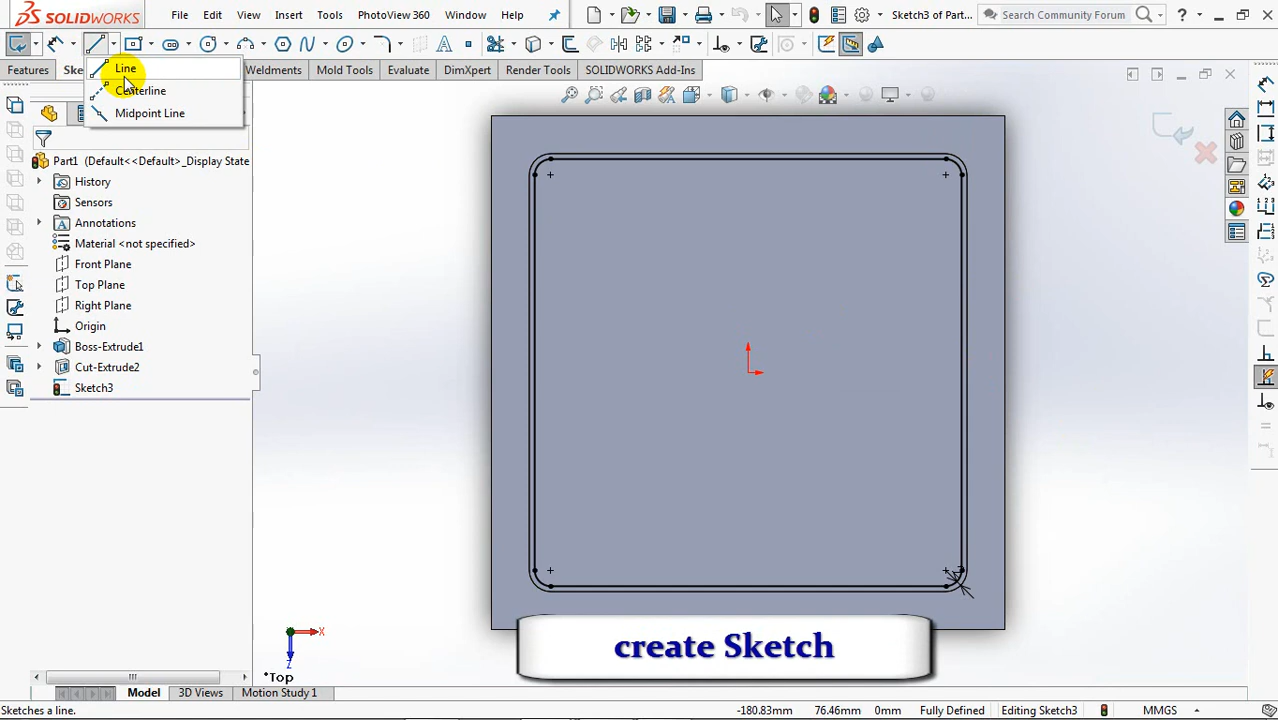 SOLIDWORKS
File
Edit
View
Insert
Tools
PhotoView 360
Window
Help
Sketch3 of Part...
Search Community Forum
Features
Weldments
Mold Tools
Evaluate
DimXpert
Render Tools
SOLIDWORKS Add-Ins
Line
Centerline
Midpoint Line
Part1 (Default<<Default>_Display State
History
Sensors
Annotations
Material <not specified>
Front Plane
Top Plane
Right Plane
Origin
Boss-Extrude1
Cut-Extrude2
Sketch3
create Sketch
X
Z
*Top
Model
3D Views
Motion Study 1
Sketches a line.
-180.83mm
76.46mm
0mm
Fully Defined
Editing Sketch3
MMGS